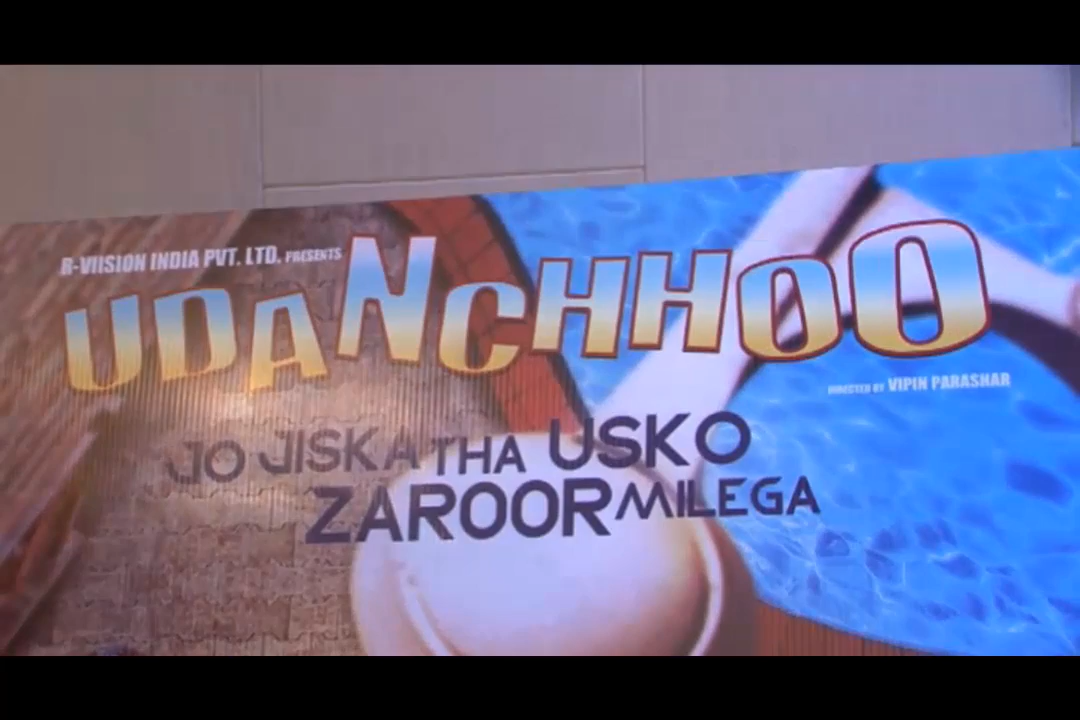 R-VIISION INDIA PVT. LTD. PRESENTS
UDANCHHOO
DIRECTED BY VIPIN PARASHAR
JO JISKA THA USKO
ZAROOR MILEGA